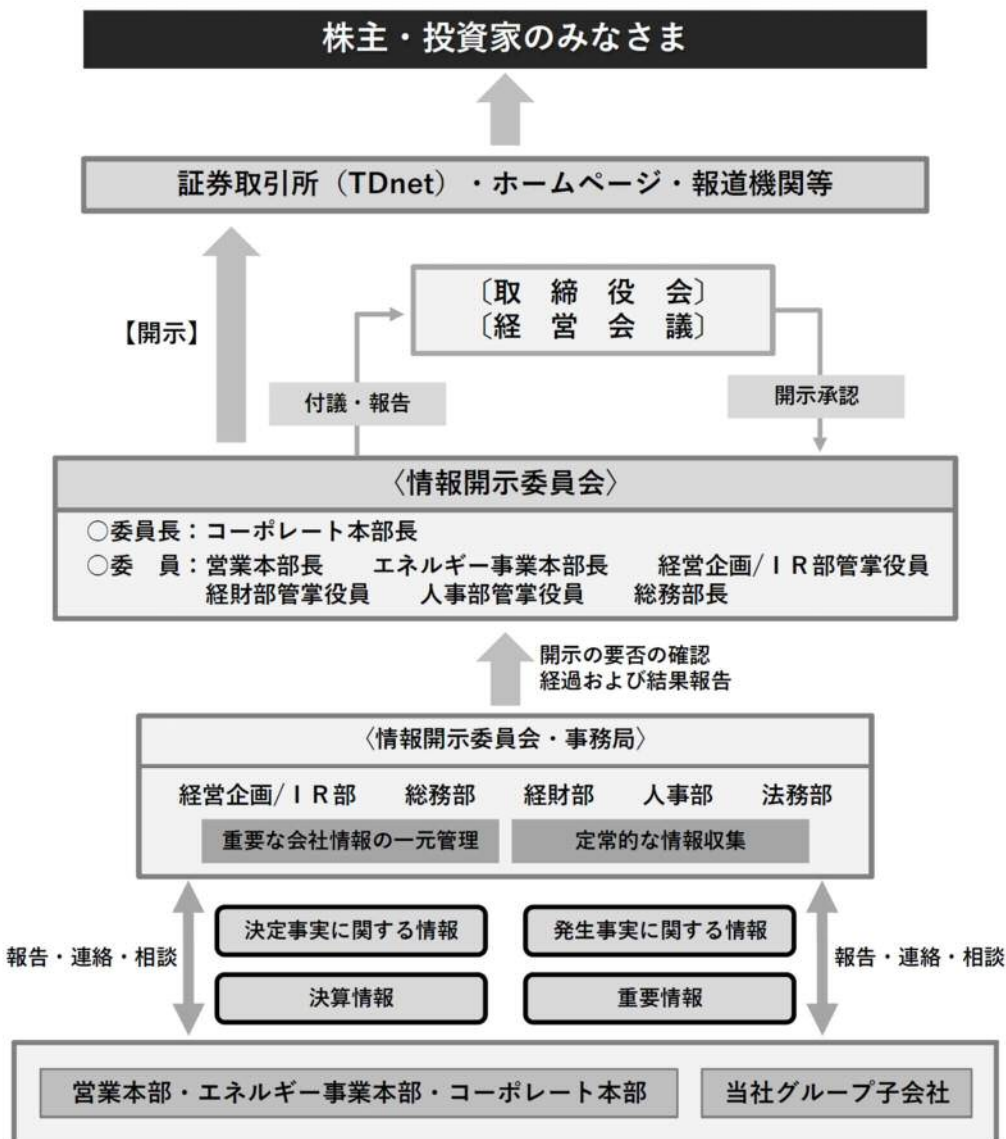 株主・投資家のみなさま
証券取引所（TDnet）・ホームページ・報道機関等
〔取　締　役　会〕
〔経　営　会　議〕
【開示】
付議・報告
開示承認
〈情報開示委員会〉
○委員長：コーポレート本部長
○委　員：営業本部長　　エネルギー事業本部長　　経営企画/ＩＲ部管掌役員
経財部管掌役員　　人事部管掌役員　　総務部長
開示の要否の確認
経過および結果報告
〈情報開示委員会・事務局〉
経営企画/ＩＲ部　　総務部　　経財部　　人事部　　法務部
重要な会社情報の一元管理　　定常的な情報収集
決定事実に関する情報　　発生事実に関する情報
報告・連絡・相談　　報告・連絡・相談
決算情報　　重要情報
営業本部・エネルギー事業本部・コーポレート本部　　当社グループ子会社